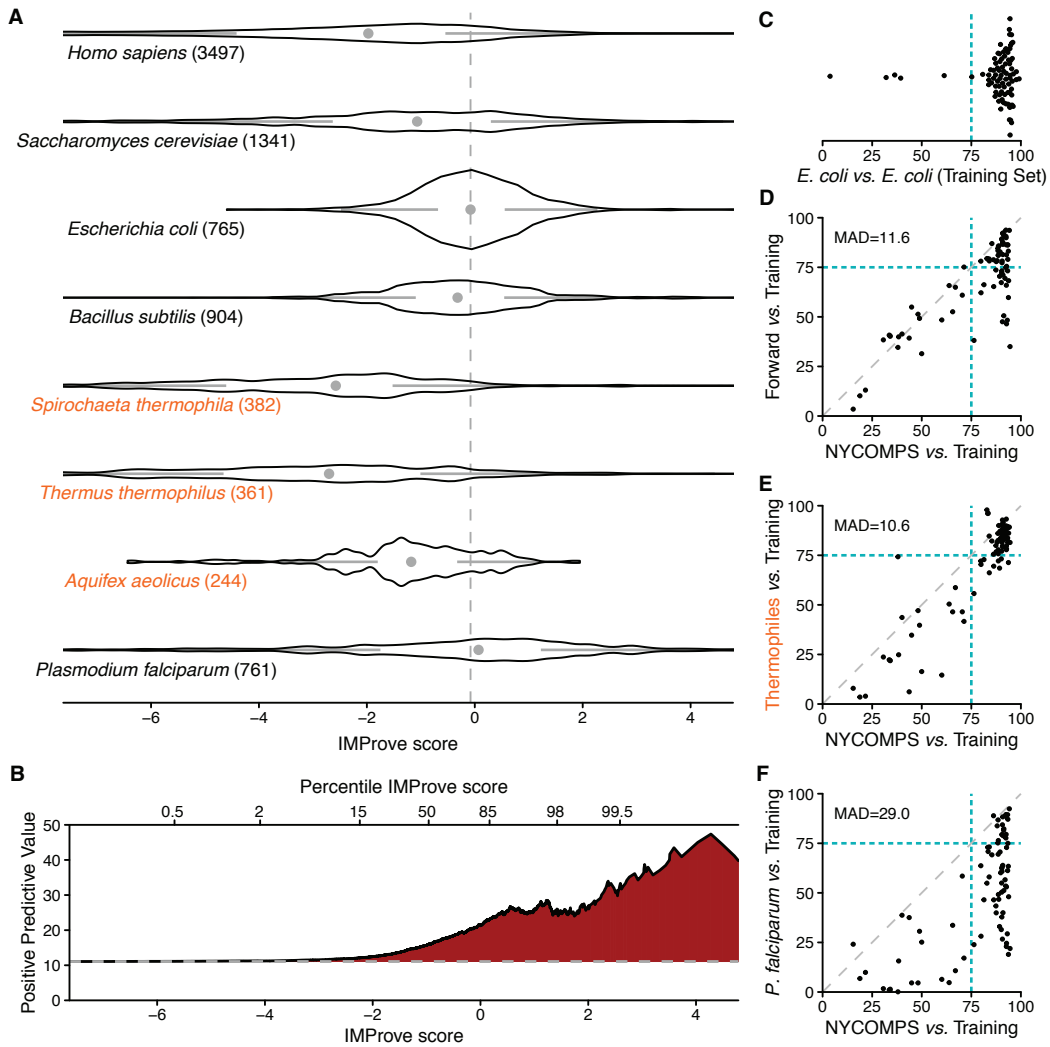 A
Homo sapiens (3497)
Saccharomyces cerevisiae (1341)
Escherichia coli (765)
Bacillus subtilis (904)
Spirochaeta thermophila (382)
Thermus thermophilus (361)
Aquifex aeolicus (244)
Plasmodium falciparum (761)
−6 −4 −2 0 2 4
IMProve score
B
Percentile IMProve score
0.5 2 15 50 85 98 99.5
Positive Predictive Value
50
40
30
20
10
0
−6 −4 −2 0 2 4
IMProve score
C
0 25 50 75 100
E. coli vs. E. coli (Training Set)
D
MAD=11.6
Forward vs. Training
100
75
50
25
0
0 25 50 75 100
NYCOMPS vs. Training
E
MAD=10.6
Thermophiles vs. Training
100
75
50
25
0
0 25 50 75 100
NYCOMPS vs. Training
F
MAD=29.0
P. falciparum vs. Training
100
75
50
25
0
0 25 50 75 100
NYCOMPS vs. Training